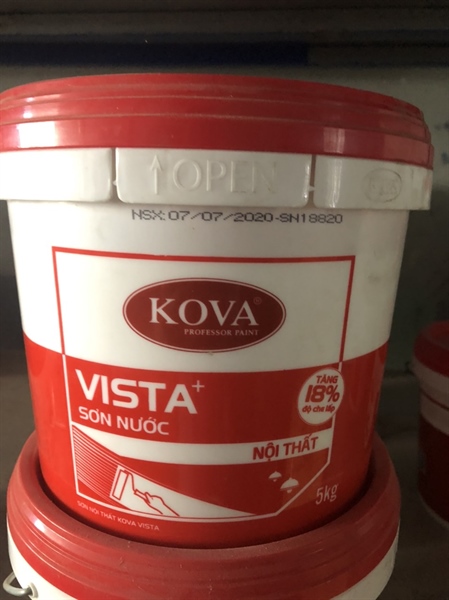 ↑OPEN
NSX: 07/07/2020-SN18820
KOVA®
PROFESSOR PAINT
VISTA+
SƠN NƯỚC
TĂNG
18%
độ che lấp
NỘI THẤT
5kg
SƠN NỘI THẤT KOVA VISTA